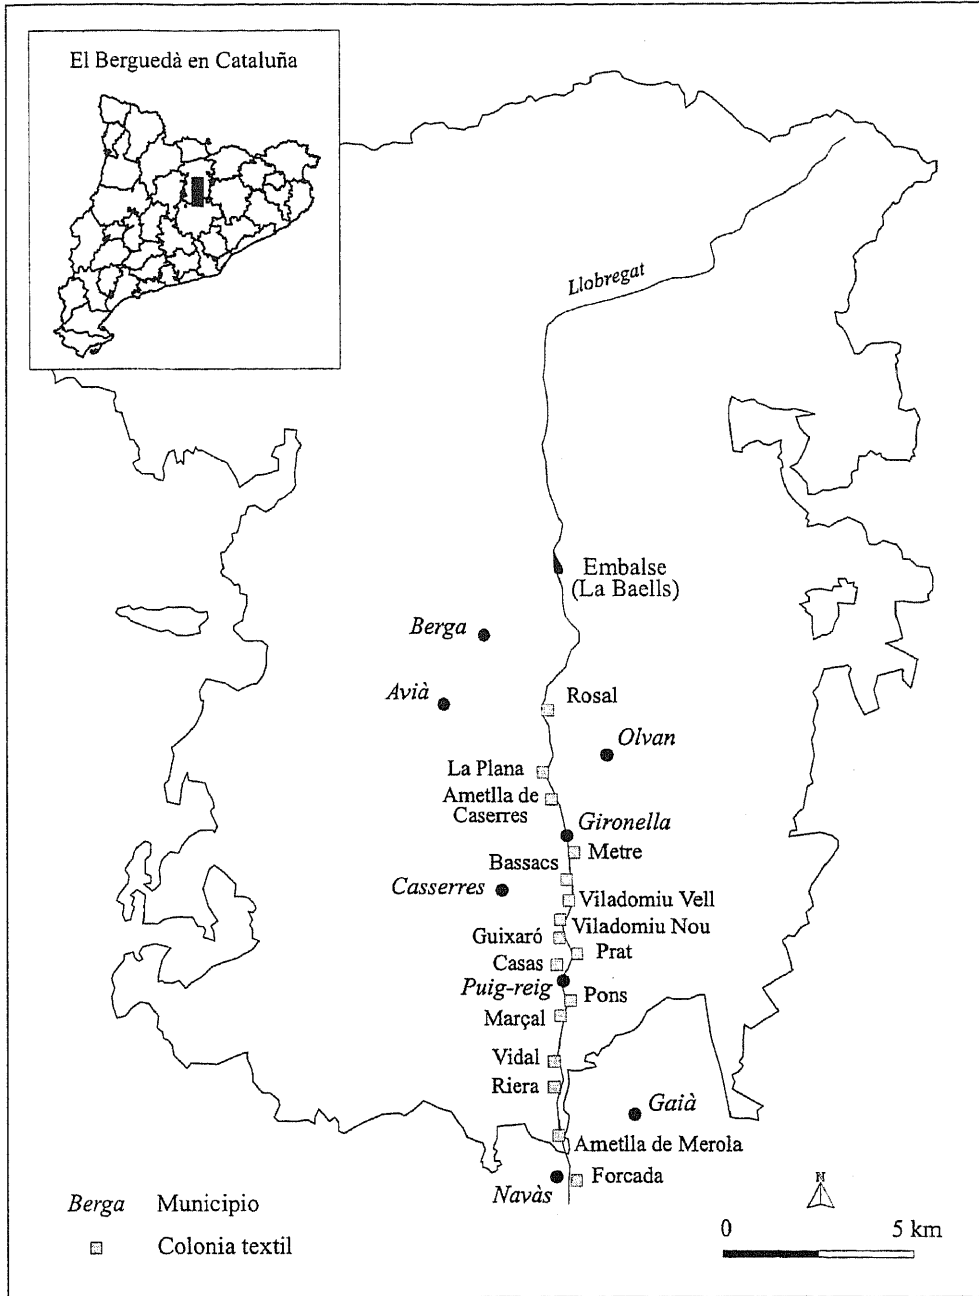 El Berguedà en Cataluña
Llobregat
Embalse
(La Baells)
Berga
Avià
Rosal
Olvan
La Plana
Ametlla de
Caserres
Gironella
Metre
Bassacs
Casserres
Viladomiu Vell
Viladomiu Nou
Guixaró
Prat
Casas
Puig-reig
Pons
Marçal
Vidal
Riera
Gaià
Ametlla de Merola
Forcada
Navàs
N
Berga Municipio
Colonia textil
0 5 km